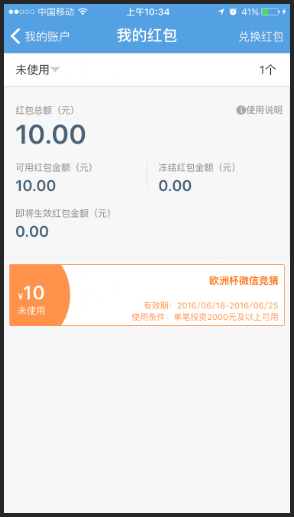 中国移动 上午10:34 41%
我的账户 我的红包 兑换红包
未使用 1个
红包总额（元） 使用说明
10.00
可用红包金额（元） 冻结红包金额（元）
10.00 0.00
即将生效红包金额（元）
0.00
欧洲杯微信竞猜
¥10
未使用
有效期：2016/06/18-2016/06/25
使用条件：单笔投资2000元及以上可用